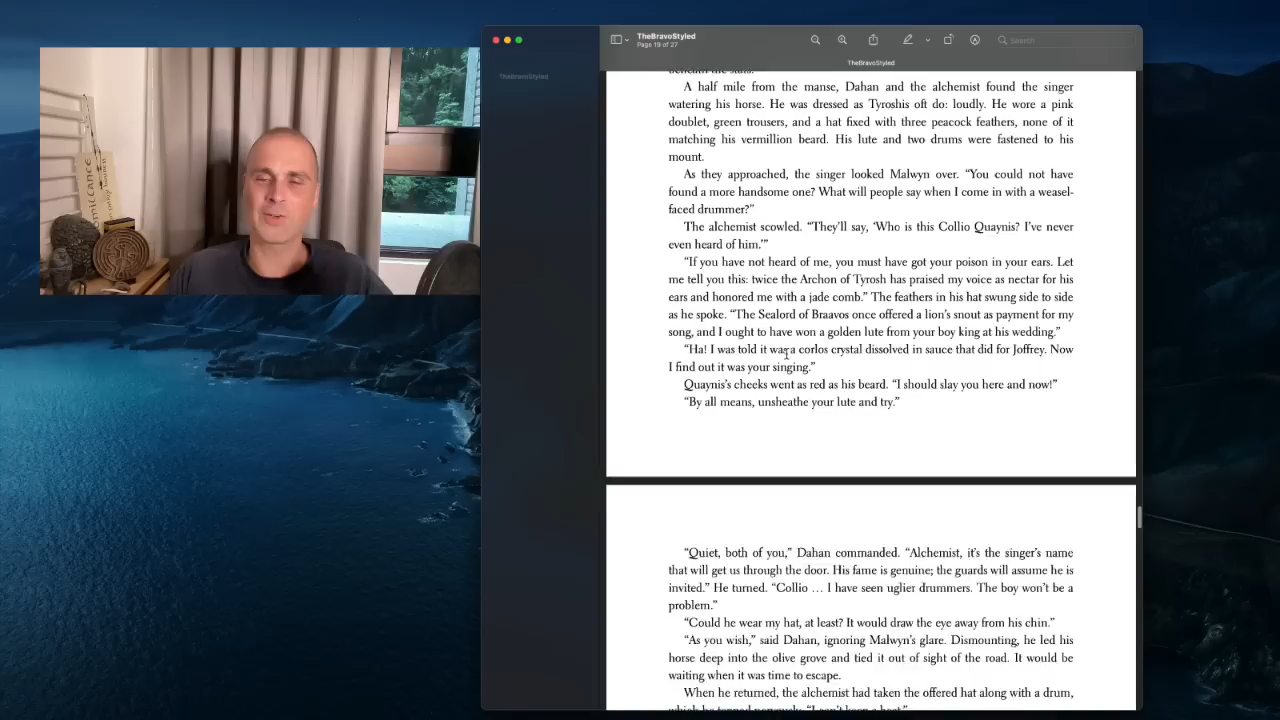 TheBravoStyled
Page 19 of 27
Search
TheBravoStyled
TheBravoStyled
beneath the stars.
A half mile from the manse, Dahan and the alchemist found the singer
watering his horse. He was dressed as Tyroshis oft do: loudly. He wore a pink
doublet, green trousers, and a hat fixed with three peacock feathers, none of it
matching his vermillion beard. His lute and two drums were fastened to his
mount.
As they approached, the singer looked Malwyn over. “You could not have
found a more handsome one? What will people say when I come in with a weasel-
faced drummer?”
The alchemist scowled. “They’ll say, ‘Who is this Collio Quaynis? I’ve never
even heard of him.’”
“If you have not heard of me, you must have got your poison in your ears. Let
me tell you this: twice the Archon of Tyrosh has praised my voice as nectar for his
ears and honored me with a jade comb.” The feathers in his hat swung side to side
as he spoke. “The Sealord of Braavos once offered a lion’s snout as payment for my
song, and I ought to have won a golden lute from your boy king at his wedding.”
“Ha! I was told it was a corlos crystal dissolved in sauce that did for Joffrey. Now
I find out it was your singing.”
Quaynis’s cheeks went as red as his beard. “I should slay you here and now!”
“By all means, unsheathe your lute and try.”
“Quiet, both of you,” Dahan commanded. “Alchemist, it’s the singer’s name
that will get us through the door. His fame is genuine; the guards will assume he is
invited.” He turned. “Collio … I have seen uglier drummers. The boy won’t be a
problem.”
“Could he wear my hat, at least? It would draw the eye away from his chin.”
“As you wish,” said Dahan, ignoring Malwyn’s glare. Dismounting, he led his
horse deep into the olive grove and tied it out of sight of the road. It would be
waiting when it was time to escape.
When he returned, the alchemist had taken the offered hat along with a drum,
which he tapped nervously. “I can’t keep a beat.”